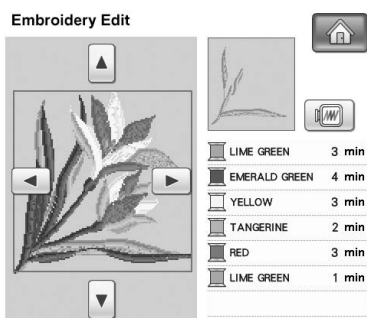 Embroidery Edit
LIME GREEN 3 min
EMERALD GREEN 4 min
YELLOW 3 min
TANGERINE 2 min
RED 3 min
LIME GREEN 1 min